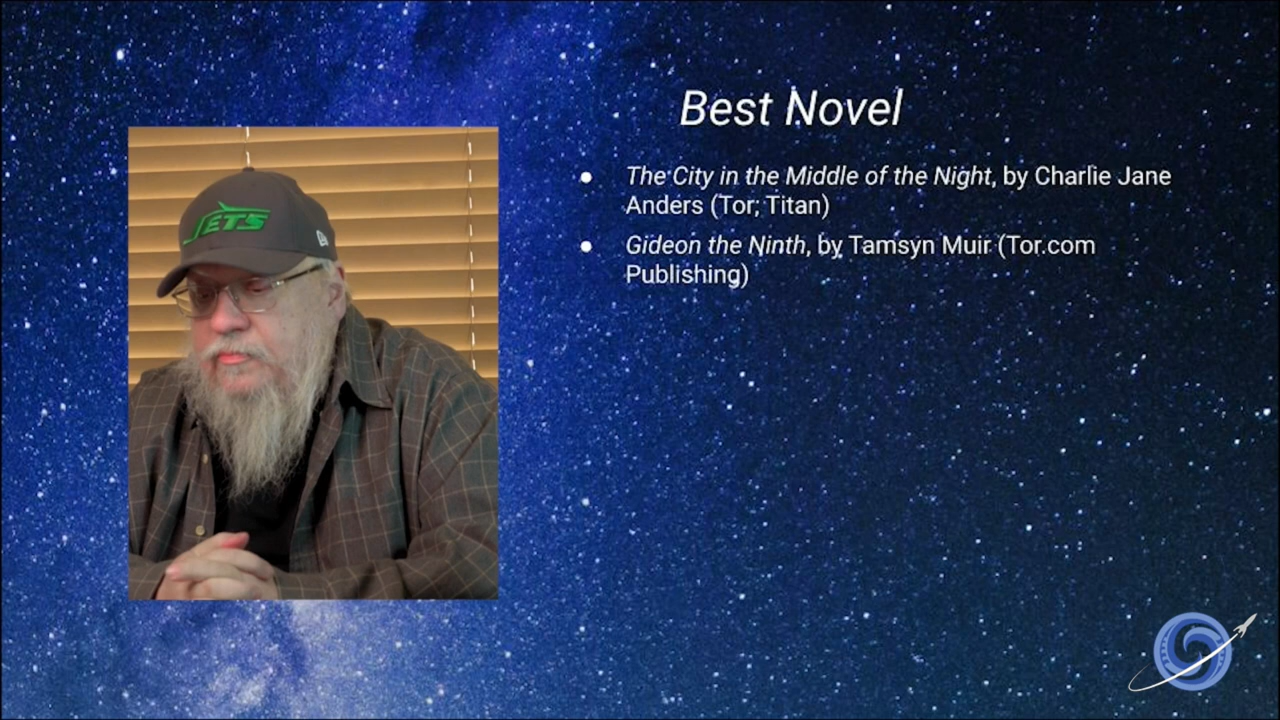 Best Novel
The City in the Middle of the Night, by Charlie Jane
Anders (Tor; Titan)
Gideon the Ninth, by Tamsyn Muir (Tor.com
Publishing)
JETS